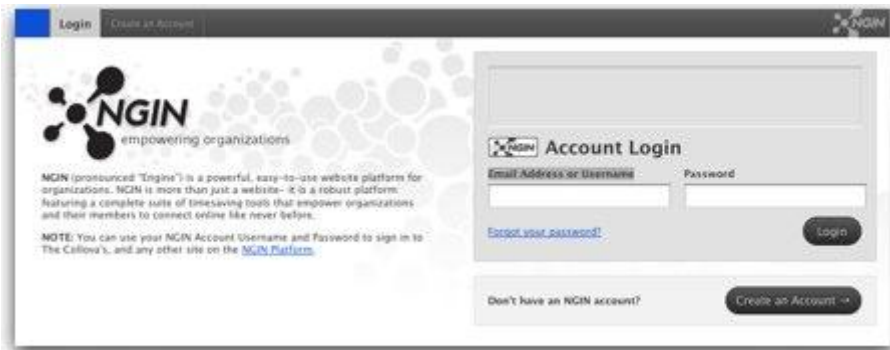 Login Create an Account NGIN
NGIN
empowering organizations
NGIN (pronounced "Engine") is a powerful, easy-to-use website platform for
organizations. NGIN is more than just a website- it is a robust platform
featuring a complete suite of timesaving tools that empower organizations
and their members to connect online like never before.
NOTE: You can use your NGIN Account Username and Password to sign in to
The Collova's, and any other site on the NGIN Platform.
NGIN Account Login
Email Address or Username Password
Forgot your password? Login
Don't have an NGIN account? Create an Account →